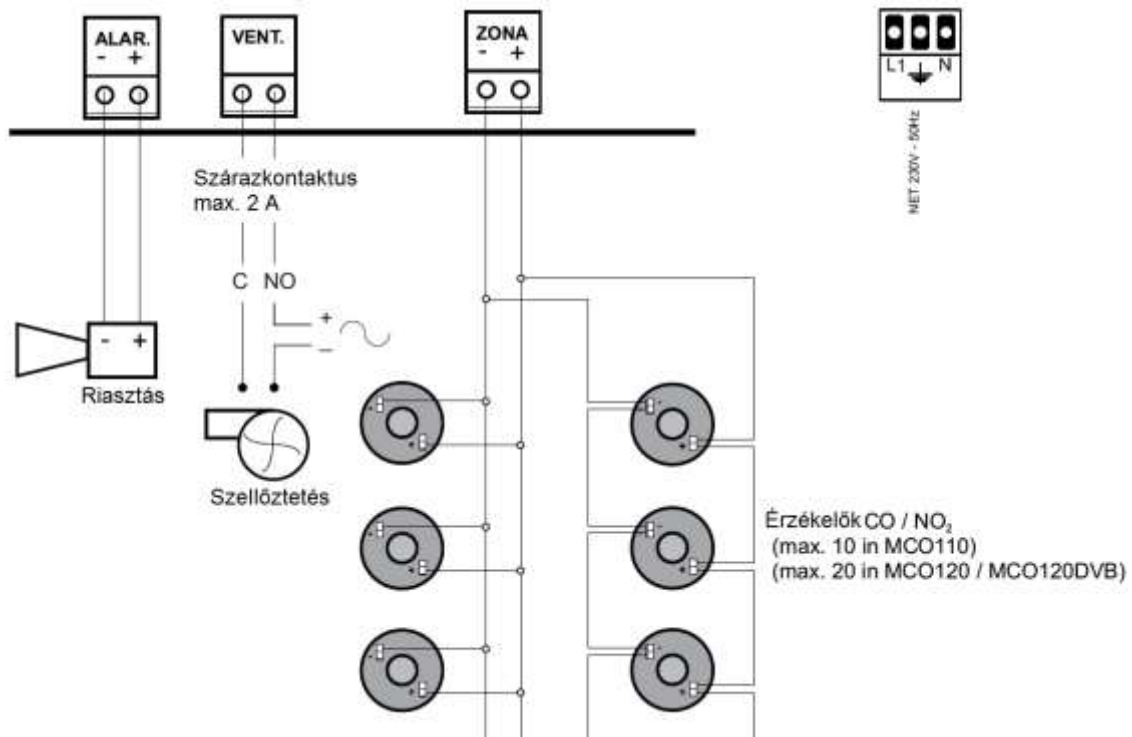 ALAR.
- +
VENT.
ZONA
- +
L1 N
NET 230V - 50Hz
Szárazkontaktus
max. 2 A
C NO
+
-
- +
Riasztás
Szellőztetés
Érzékelők CO / NO₂
(max. 10 in MCO110)
(max. 20 in MCO120 / MCO120DVB)